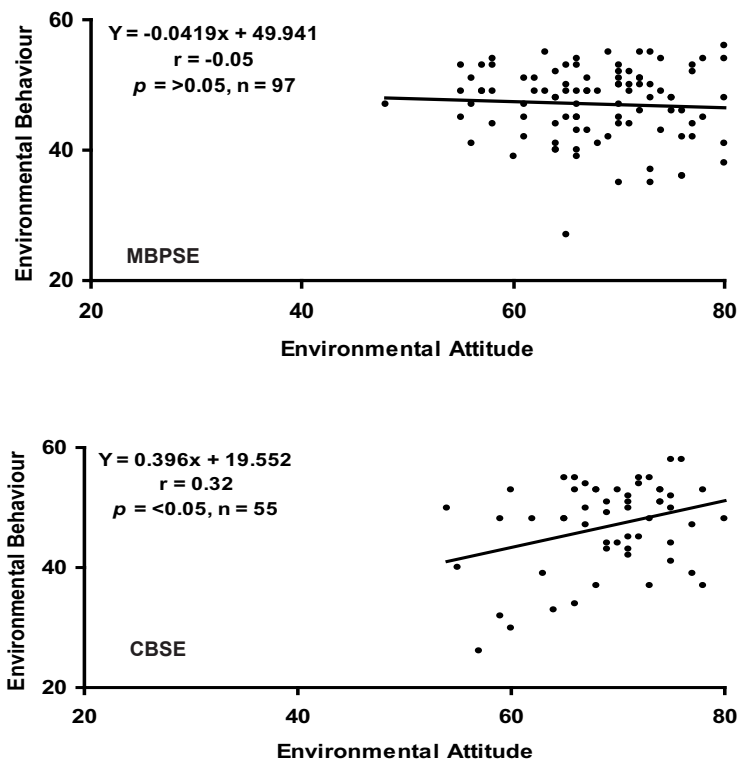 60
Y = -0.0419x + 49.941
r = -0.05
p = >0.05, n = 97
40
Environmental Behaviour
MBPSE
20
20 40 60 80
Environmental Attitude
60
Y = 0.396x + 19.552
r = 0.32
p = <0.05, n = 55
40
Environmental Behaviour
CBSE
20
20 40 60 80
Environmental Attitude